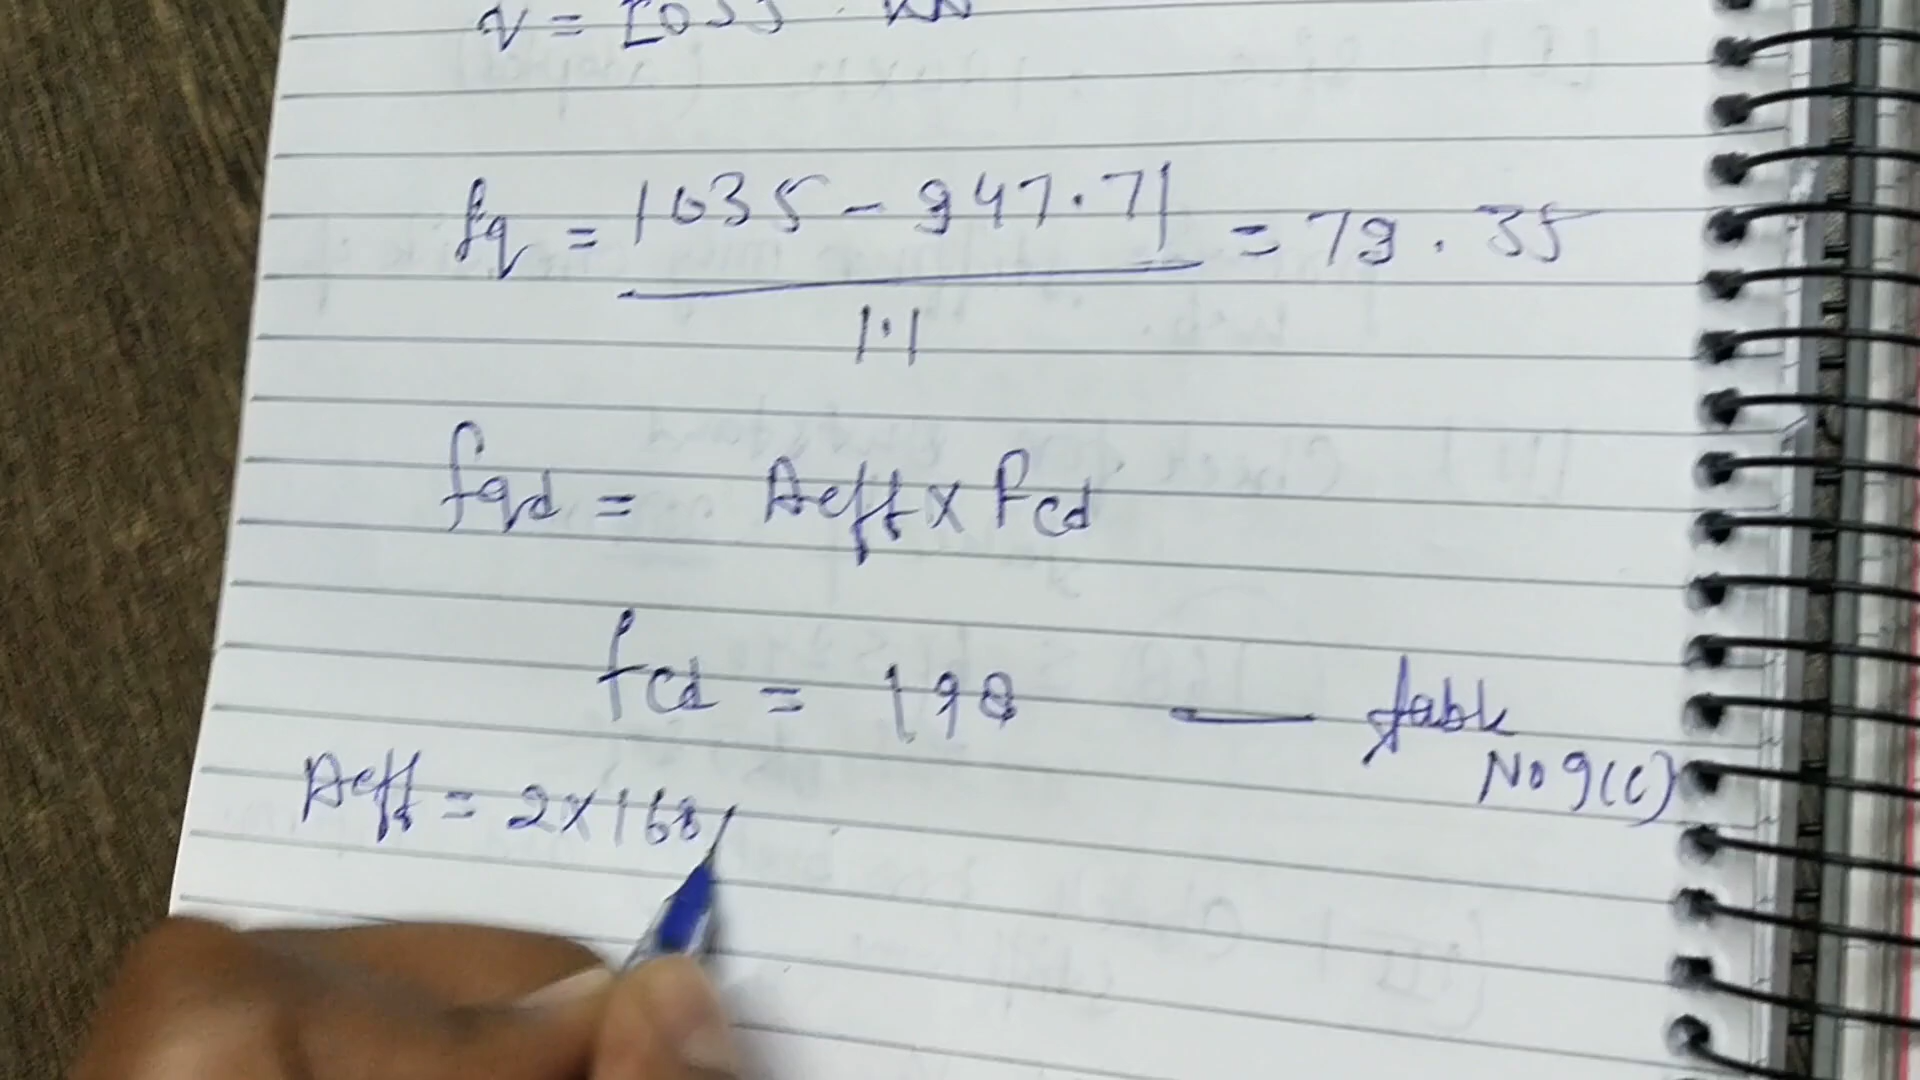 fq = 1035 - 947.71 = 79.35
1.1
fqd = Aeff x Fcd
fcd = 198 — table
No 9(c)
Aeff = 2x168